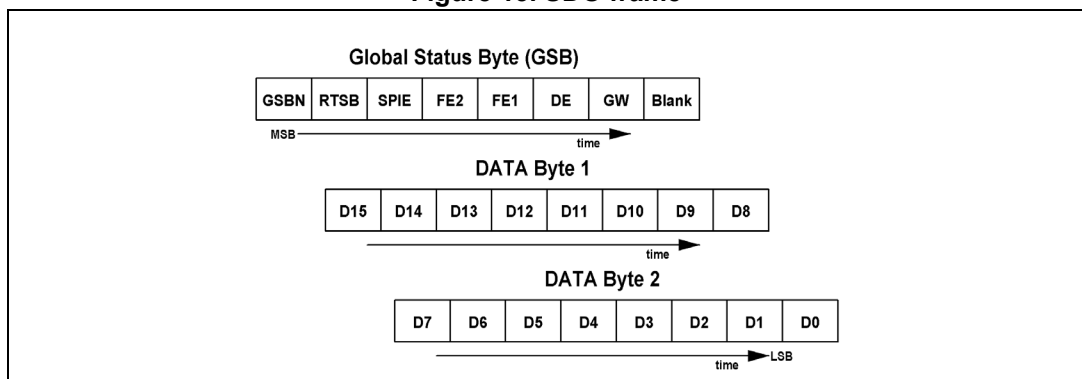 Global Status Byte (GSB)
GSBN RTSB SPIE FE2 FE1 DE GW Blank
MSB time
DATA Byte 1
D15 D14 D13 D12 D11 D10 D9 D8
time
DATA Byte 2
D7 D6 D5 D4 D3 D2 D1 D0
time LSB